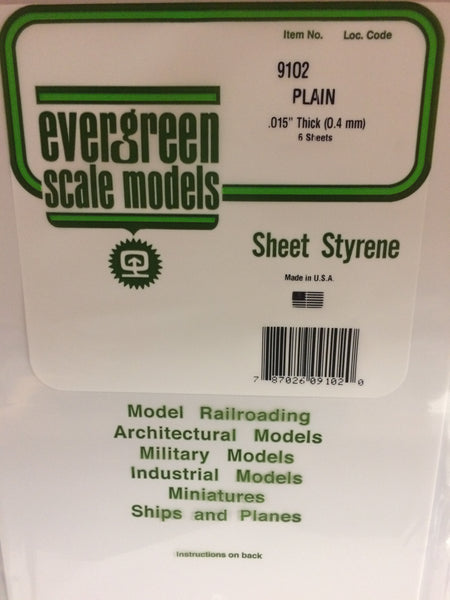 Item No. Loc. Code
9102
PLAIN
.015" Thick (0.4 mm)
6 Sheets
evergreen
scale models
Sheet Styrene
Made in U.S.A.
7 87026 09102 0
Model Railroading
Architectural Models
Military Models
Industrial Models
Miniatures
Ships and Planes
Instructions on back